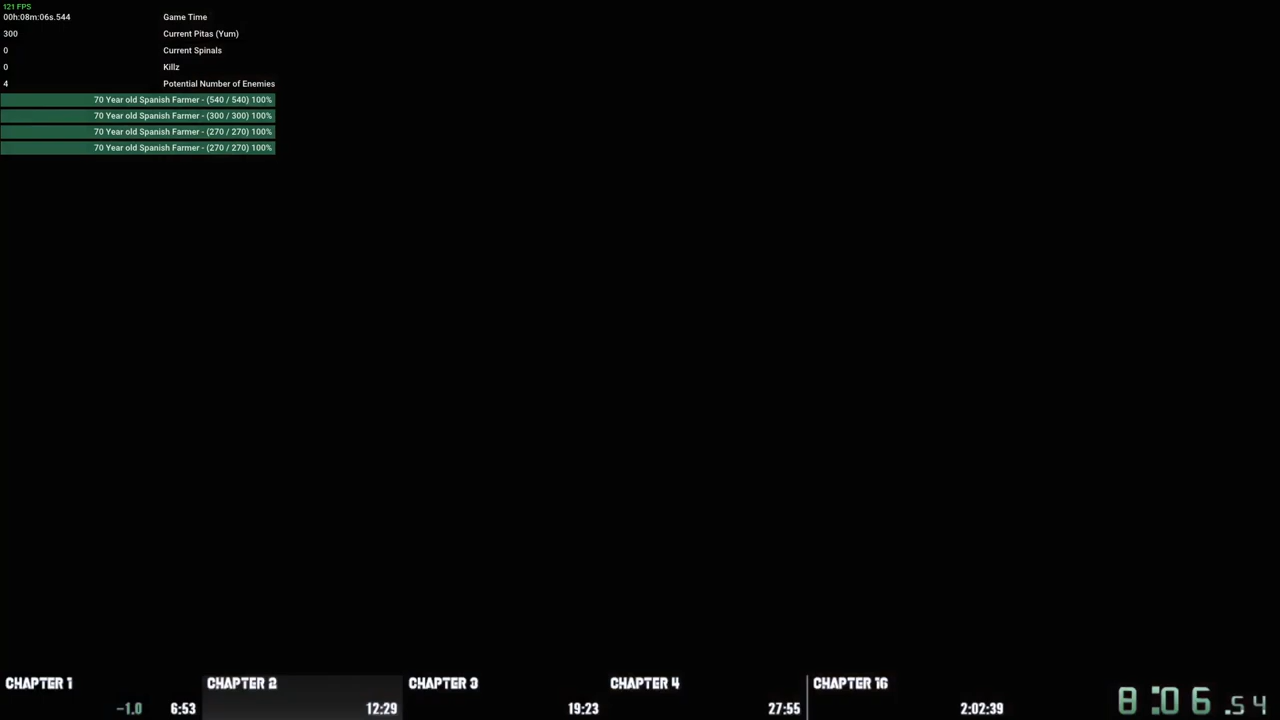 121 FPS
00h:08m:06s.544 Game Time
300 Current Pitas (Yum)
0 Current Spinals
0 Killz
4 Potential Number of Enemies
70 Year old Spanish Farmer - (540 / 540) 100%
70 Year old Spanish Farmer - (300 / 300) 100%
70 Year old Spanish Farmer - (270 / 270) 100%
70 Year old Spanish Farmer - (270 / 270) 100%
CHAPTER 1 CHAPTER 2 CHAPTER 3 CHAPTER 4 CHAPTER 16
-1.0 6:53 12:29 19:23 27:55 2:02:39 8:06.54